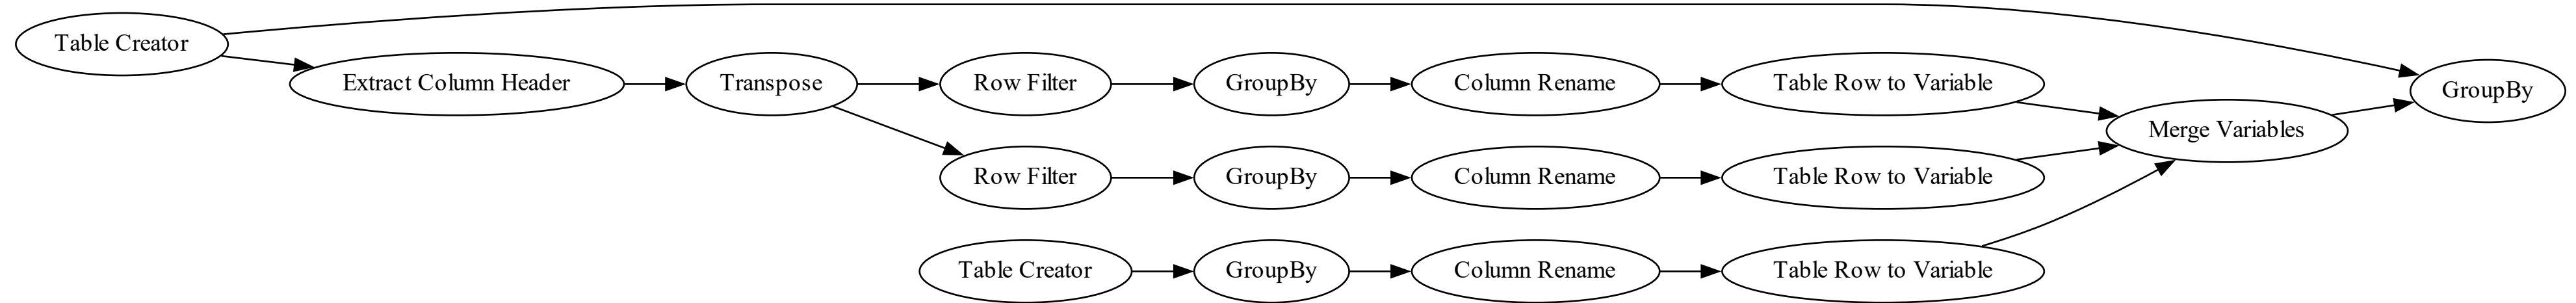 Table Creator
Extract Column Header
Transpose
Row Filter
GroupBy
Column Rename
Table Row to Variable
GroupBy
Merge Variables
Row Filter
GroupBy
Column Rename
Table Row to Variable
Table Creator
GroupBy
Column Rename
Table Row to Variable